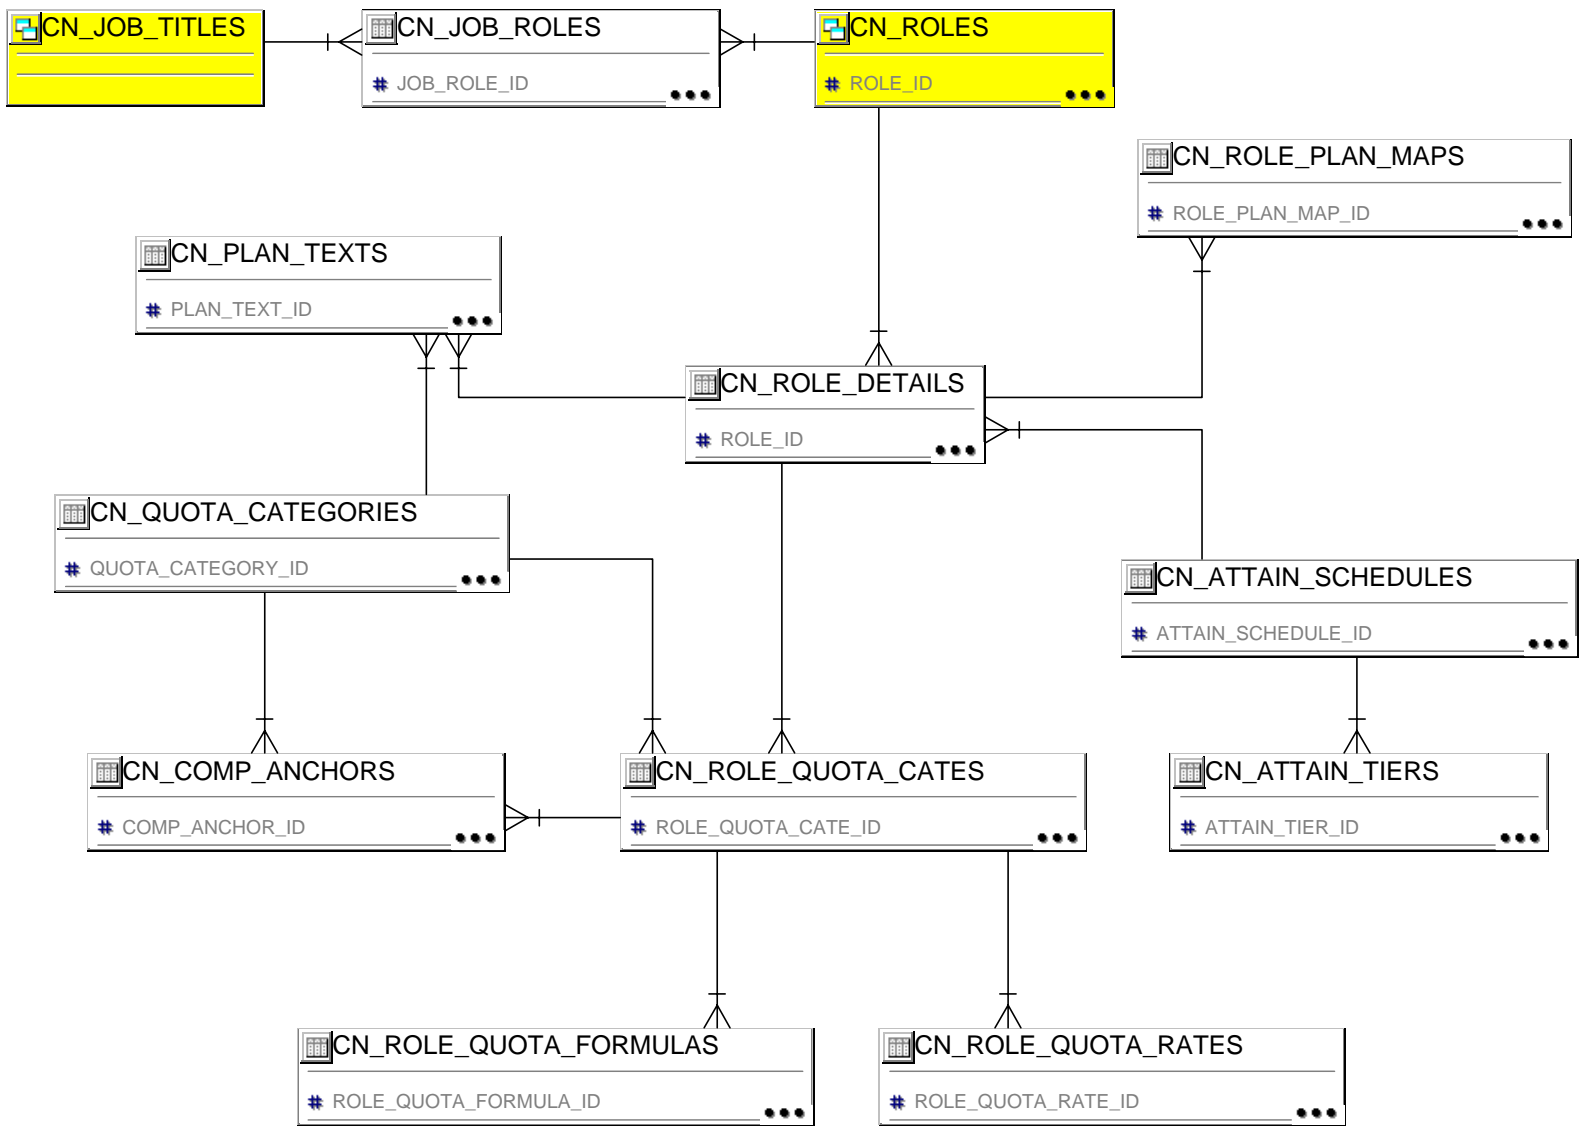 CN_JOB_TITLES
CN_JOB_ROLES
# JOB_ROLE_ID
CN_ROLES
# ROLE_ID
CN_ROLE_PLAN_MAPS
# ROLE_PLAN_MAP_ID
CN_PLAN_TEXTS
# PLAN_TEXT_ID
CN_ROLE_DETAILS
# ROLE_ID
CN_QUOTA_CATEGORIES
# QUOTA_CATEGORY_ID
CN_ATTAIN_SCHEDULES
# ATTAIN_SCHEDULE_ID
CN_COMP_ANCHORS
# COMP_ANCHOR_ID
CN_ROLE_QUOTA_CATES
# ROLE_QUOTA_CATE_ID
CN_ATTAIN_TIERS
# ATTAIN_TIER_ID
CN_ROLE_QUOTA_FORMULAS
# ROLE_QUOTA_FORMULA_ID
CN_ROLE_QUOTA_RATES
# ROLE_QUOTA_RATE_ID